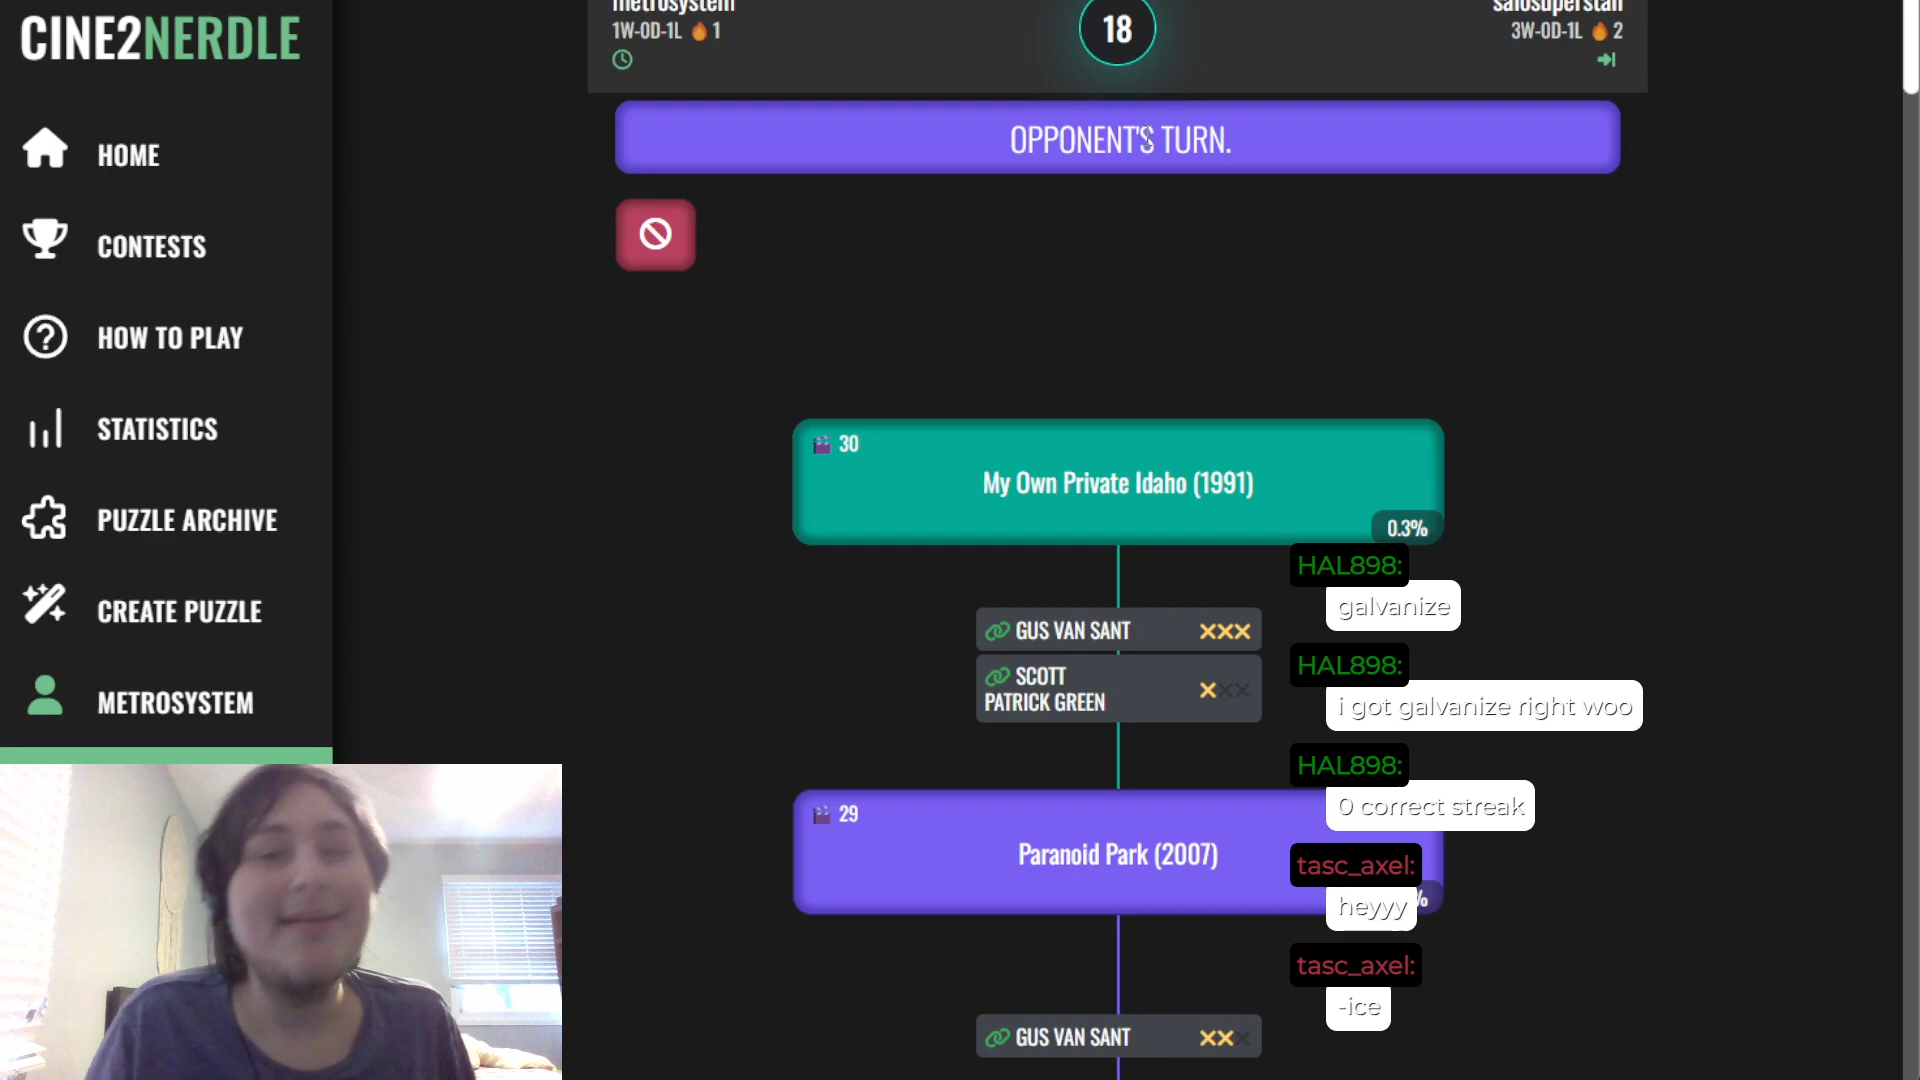 CINE2NERDLE
HOME
CONTESTS
HOW TO PLAY
STATISTICS
PUZZLE ARCHIVE
CREATE PUZZLE
METROSYSTEM
metrosystem
1W-0D-1L 1
18
3W-0D-1L 2
OPPONENT'S TURN.
30
My Own Private Idaho (1991)
0.3%
GUS VAN SANT
SCOTT
PATRICK GREEN
29
Paranoid Park (2007)
%
GUS VAN SANT
HAL898:
galvanize
HAL898:
i got galvanize right woo
HAL898:
0 correct streak
tasc_axel:
heyyy
tasc_axel:
-ice